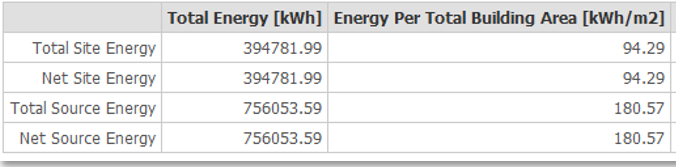 Total Energy [kWh] Energy Per Total Building Area [kWh/m2]
Total Site Energy 394781.99 94.29
Net Site Energy 394781.99 94.29
Total Source Energy 756053.59 180.57
Net Source Energy 756053.59 180.57